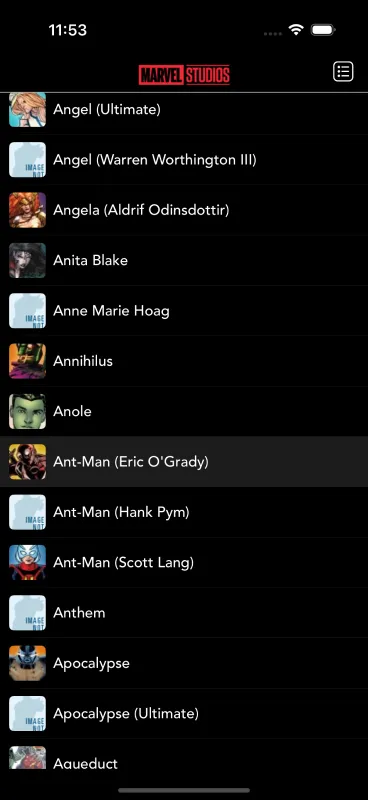 11:53
MARVEL STUDIOS
Angel (Ultimate)
Angel (Warren Worthington III)
IMAGE
NOT
Angela (Aldrif Odinsdottir)
Anita Blake
Anne Marie Hoag
IMAGE
NOT
Annihilus
Anole
Ant-Man (Eric O'Grady)
Ant-Man (Hank Pym)
IMAGE
NOT
Ant-Man (Scott Lang)
Anthem
IMAGE
NOT
Apocalypse
Apocalypse (Ultimate)
IMAGE
NOT
Aqueduct